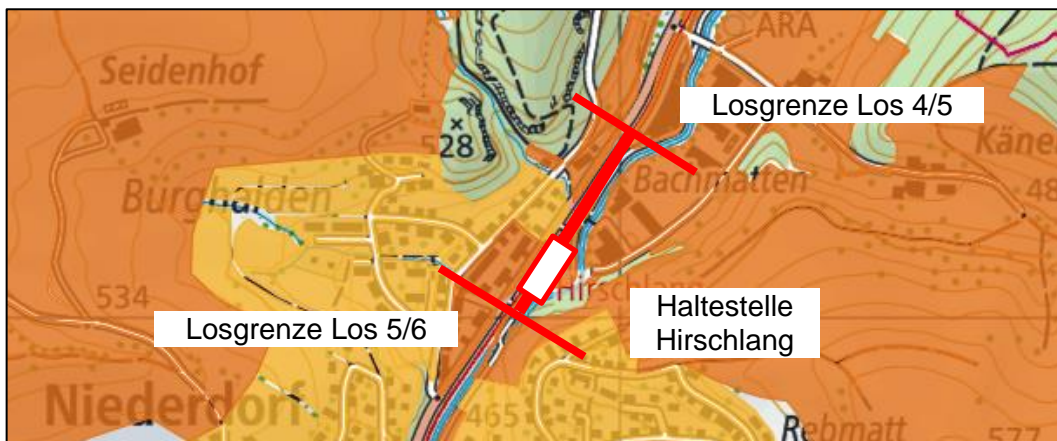 ARA
Seidenhof
Losgrenze Los 4/5
528
Käne
Burghalden
Bachmatten
48
534
Hirschlang
Haltestelle
Hirschlang
Losgrenze Los 5/6
Niederdorf
465
Rebmatt
577